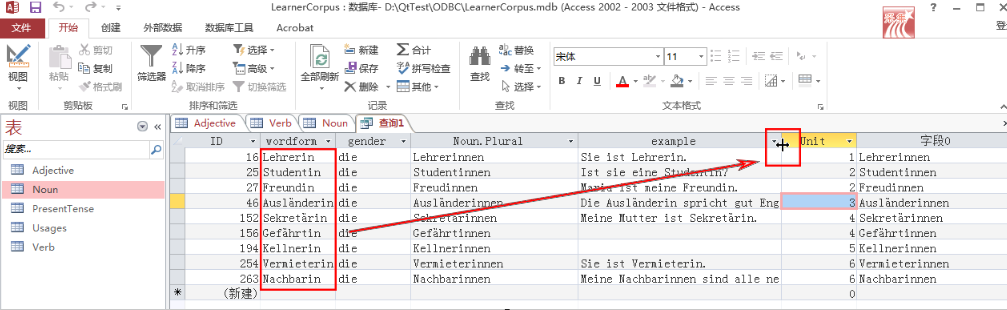 LearnerCorpus : 数据库- D:\QtTest\ODBC\LearnerCorpus.mdb (Access 2002 - 2003 文件格式) - Access
文件 开始 创建 外部数据 数据库工具 Acrobat
视图 粘贴 剪切 复制 格式刷 筛选器 升序 降序 取消排序 选择 高级 切换筛选 全部刷新 新建 保存 删除 合计 拼写检查 其他 查找 替换 转至 选择 宋体 11 B I U A
视图 剪贴板 排序和筛选 记录 查找 文本格式
表
搜索...
Adjective
Noun
PresentTense
Usages
Verb
Adjective Verb Noun 查询1
ID wordform gender Noun.Plural example Unit 字段0
16 Lehrerin die Lehrerinnen Sie ist Lehrerin. 1 Lehrerinnen
25 Studentin die Studentinnen Ist sie eine Studentin? 2 Studentinnen
27 Freundin die Freudinnen Maria ist meine Freundin. 2 Freudinnen
46 Ausländerin die Ausländerinnen Die Ausländerin spricht gut Eng 3 Ausländerinnen
152 Sekretärin die Sekretärinnen Meine Mutter ist Sekretärin. 4 Sekretärinnen
156 Gefährtin die Gefährtinnen 4 Gefährtinnen
194 Kellnerin die Kellnerinnen 5 Kellnerinnen
254 Vermieterin die Vermieterinnen Sie ist Vermieterin. 6 Vermieterinnen
263 Nachbarin die Nachbarinnen Meine Nachbarinnen sind alle ne 6 Nachbarinnen
* (新建) 0